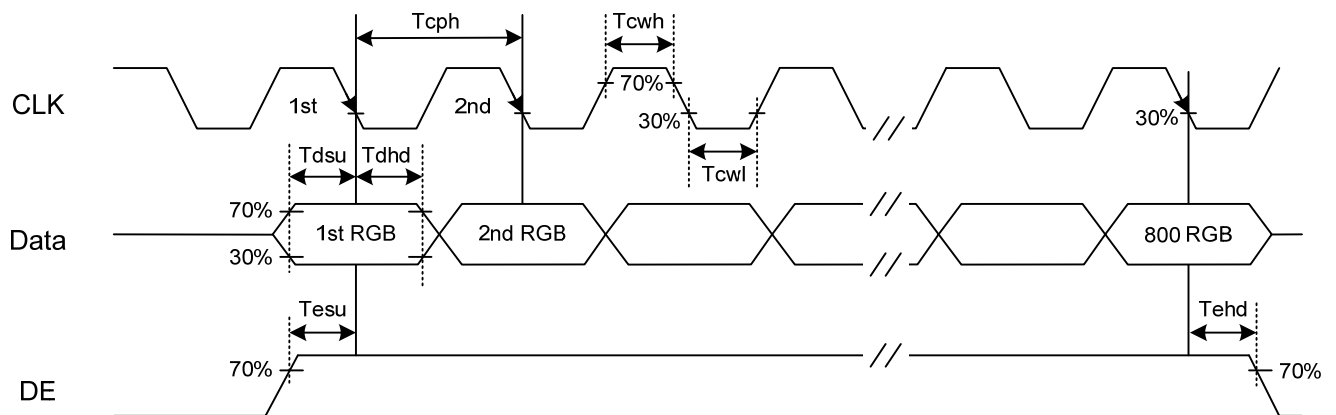 Tcph
Tcwh
CLK
1st
2nd
70%
30%
30%
Tcwl
Tdsu
Tdhd
Data
70%
30%
1st RGB
2nd RGB
800 RGB
Tesu
Tehd
DE
70%
70%